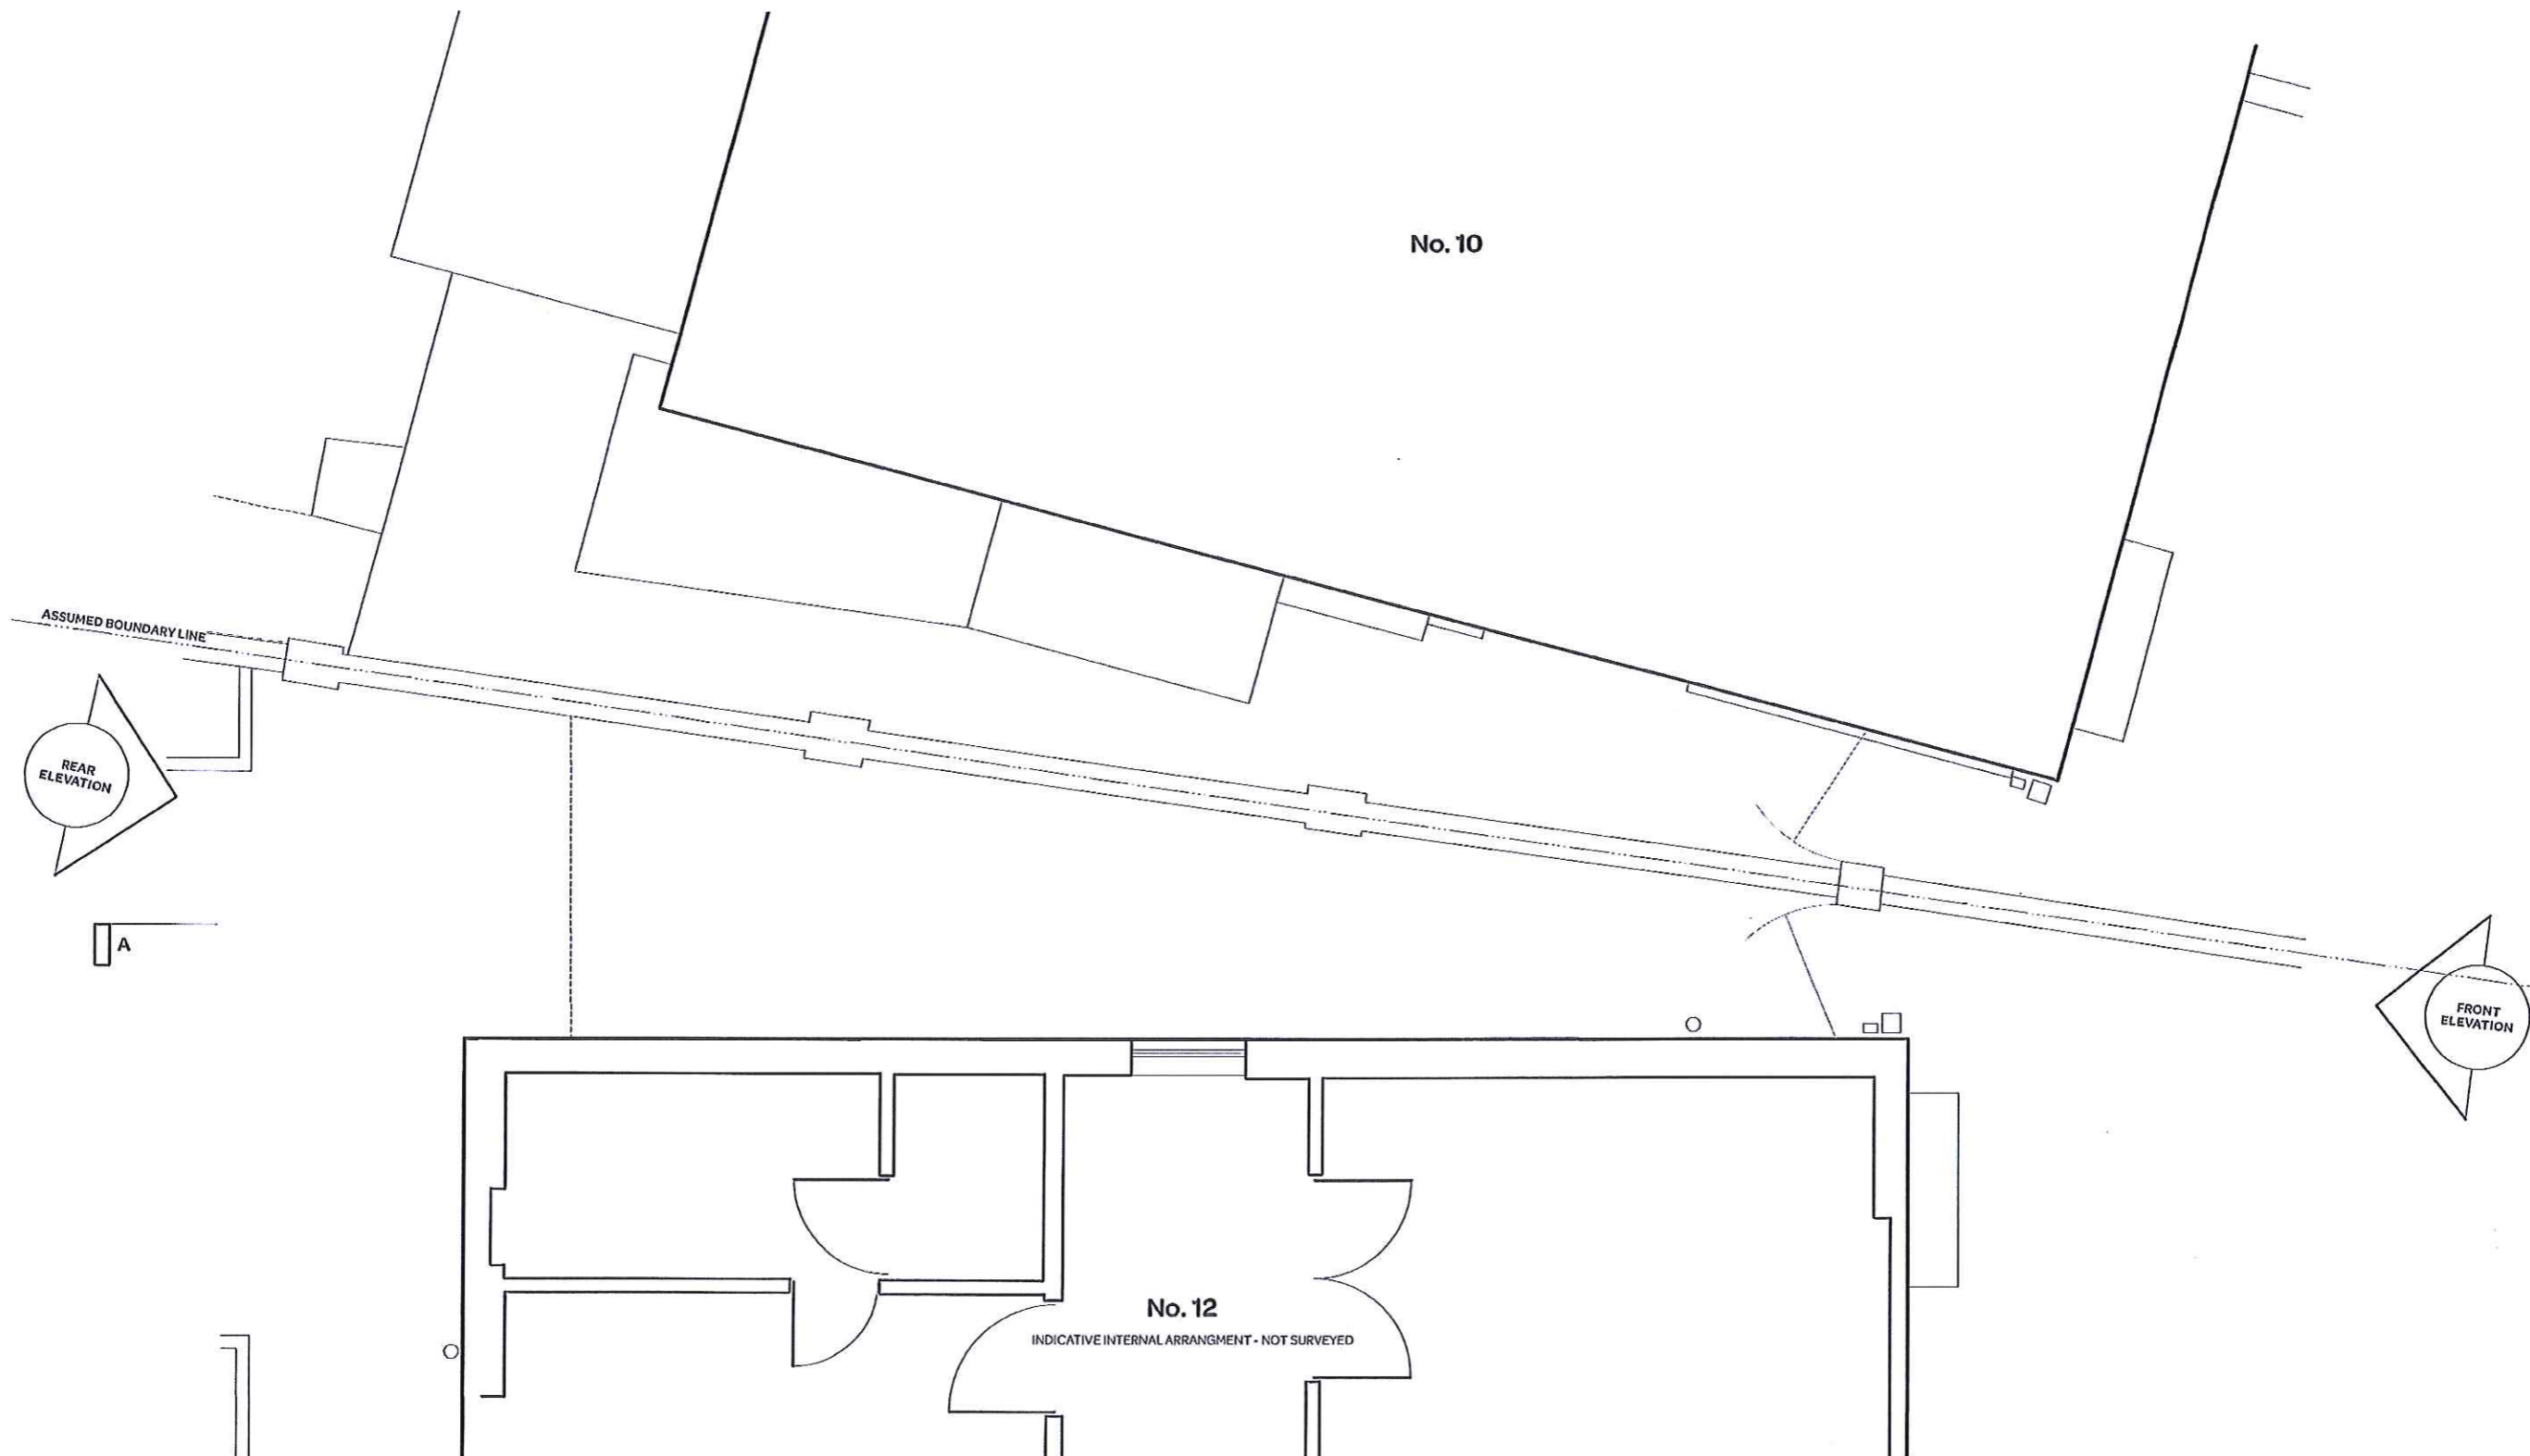 No. 10
ASSUMED BOUNDARY LINE
REAR
ELEVATION
A
FRONT
ELEVATION
No. 12
INDICATIVE INTERNAL ARRANGMENT - NOT SURVEYED